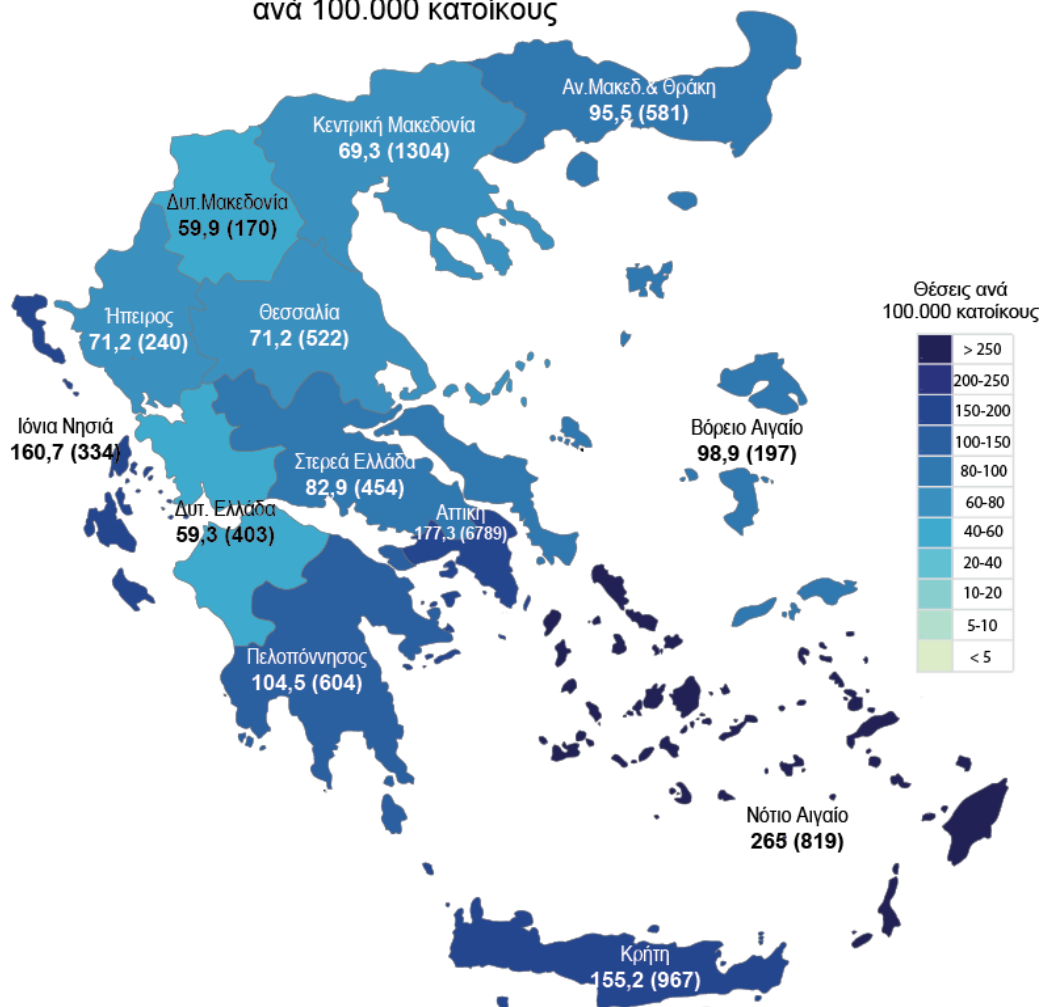 ανά 100.000 κατοίκους
Αν.Μακεδ.& Θράκη
95,5 (581)
Κεντρική Μακεδονία
69,3 (1304)
Δυτ.Μακεδονία
59,9 (170)
Ήπειρος
71,2 (240)
Θεσσαλία
71,2 (522)
Θέσεις ανά
100.000 κατοίκους
> 250
200-250
150-200
100-150
80-100
60-80
40-60
20-40
10-20
5-10
< 5
Ιόνια Νησιά
160,7 (334)
Βόρειο Αιγαίο
98,9 (197)
Στερεά Ελλάδα
82,9 (454)
Δυτ. Ελλάδα
59,3 (403)
Αττική
177,3 (6789)
Πελοπόννησος
104,5 (604)
Νότιο Αιγαίο
265 (819)
Κρήτη
155,2 (967)